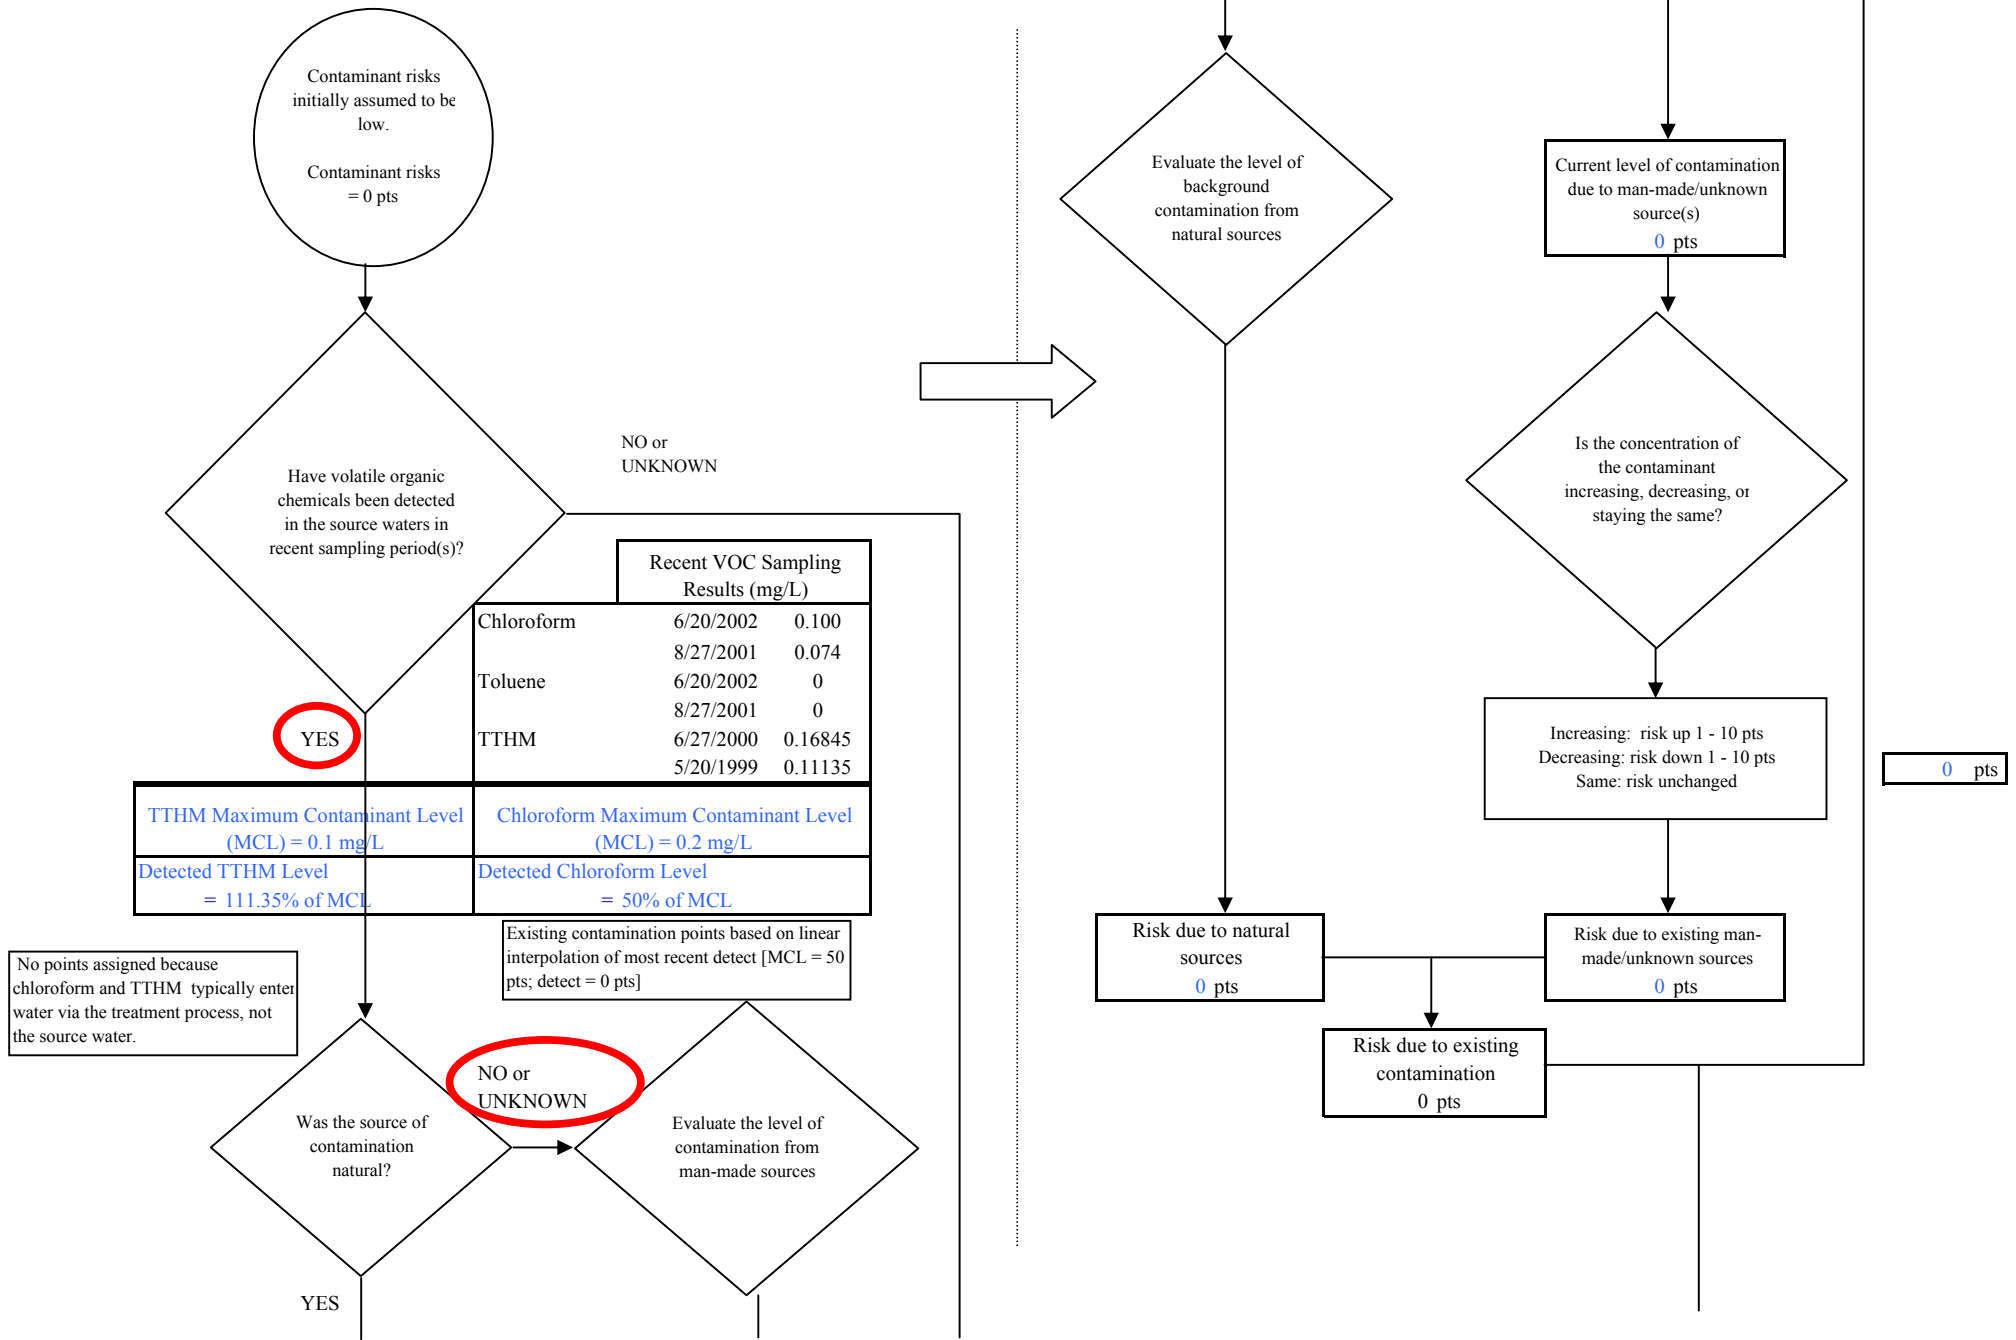 Contaminant risks
initially assumed to be
low.
Contaminant risks
= 0 pts
Have volatile organic
chemicals been detected
in the source waters in
recent sampling period(s)?
NO or
UNKNOWN
YES
Recent VOC Sampling
Results (mg/L)
Chloroform 6/20/2002 0.100
8/27/2001 0.074
Toluene 6/20/2002 0
8/27/2001 0
TTHM 6/27/2000 0.16845
5/20/1999 0.11135
TTHM Maximum Contaminant Level
(MCL) = 0.1 mg/L
Chloroform Maximum Contaminant Level
(MCL) = 0.2 mg/L
Detected TTHM Level
= 111.35% of MCL
Detected Chloroform Level
= 50% of MCL
No points assigned because
chloroform and TTHM typically enter
water via the treatment process, not
the source water.
Existing contamination points based on linear
interpolation of most recent detect [MCL = 50
pts; detect = 0 pts]
Was the source of
contamination
natural?
NO or
UNKNOWN
Evaluate the level of
contamination from
man-made sources
YES
Evaluate the level of
background
contamination from
natural sources
Current level of contamination
due to man-made/unknown
source(s)
0 pts
Is the concentration of
the contaminant
increasing, decreasing, or
staying the same?
Increasing: risk up 1 - 10 pts
Decreasing: risk down 1 - 10 pts
Same: risk unchanged
0 pts
Risk due to natural
sources
0 pts
Risk due to existing man-
made/unknown sources
0 pts
Risk due to existing
contamination
0 pts